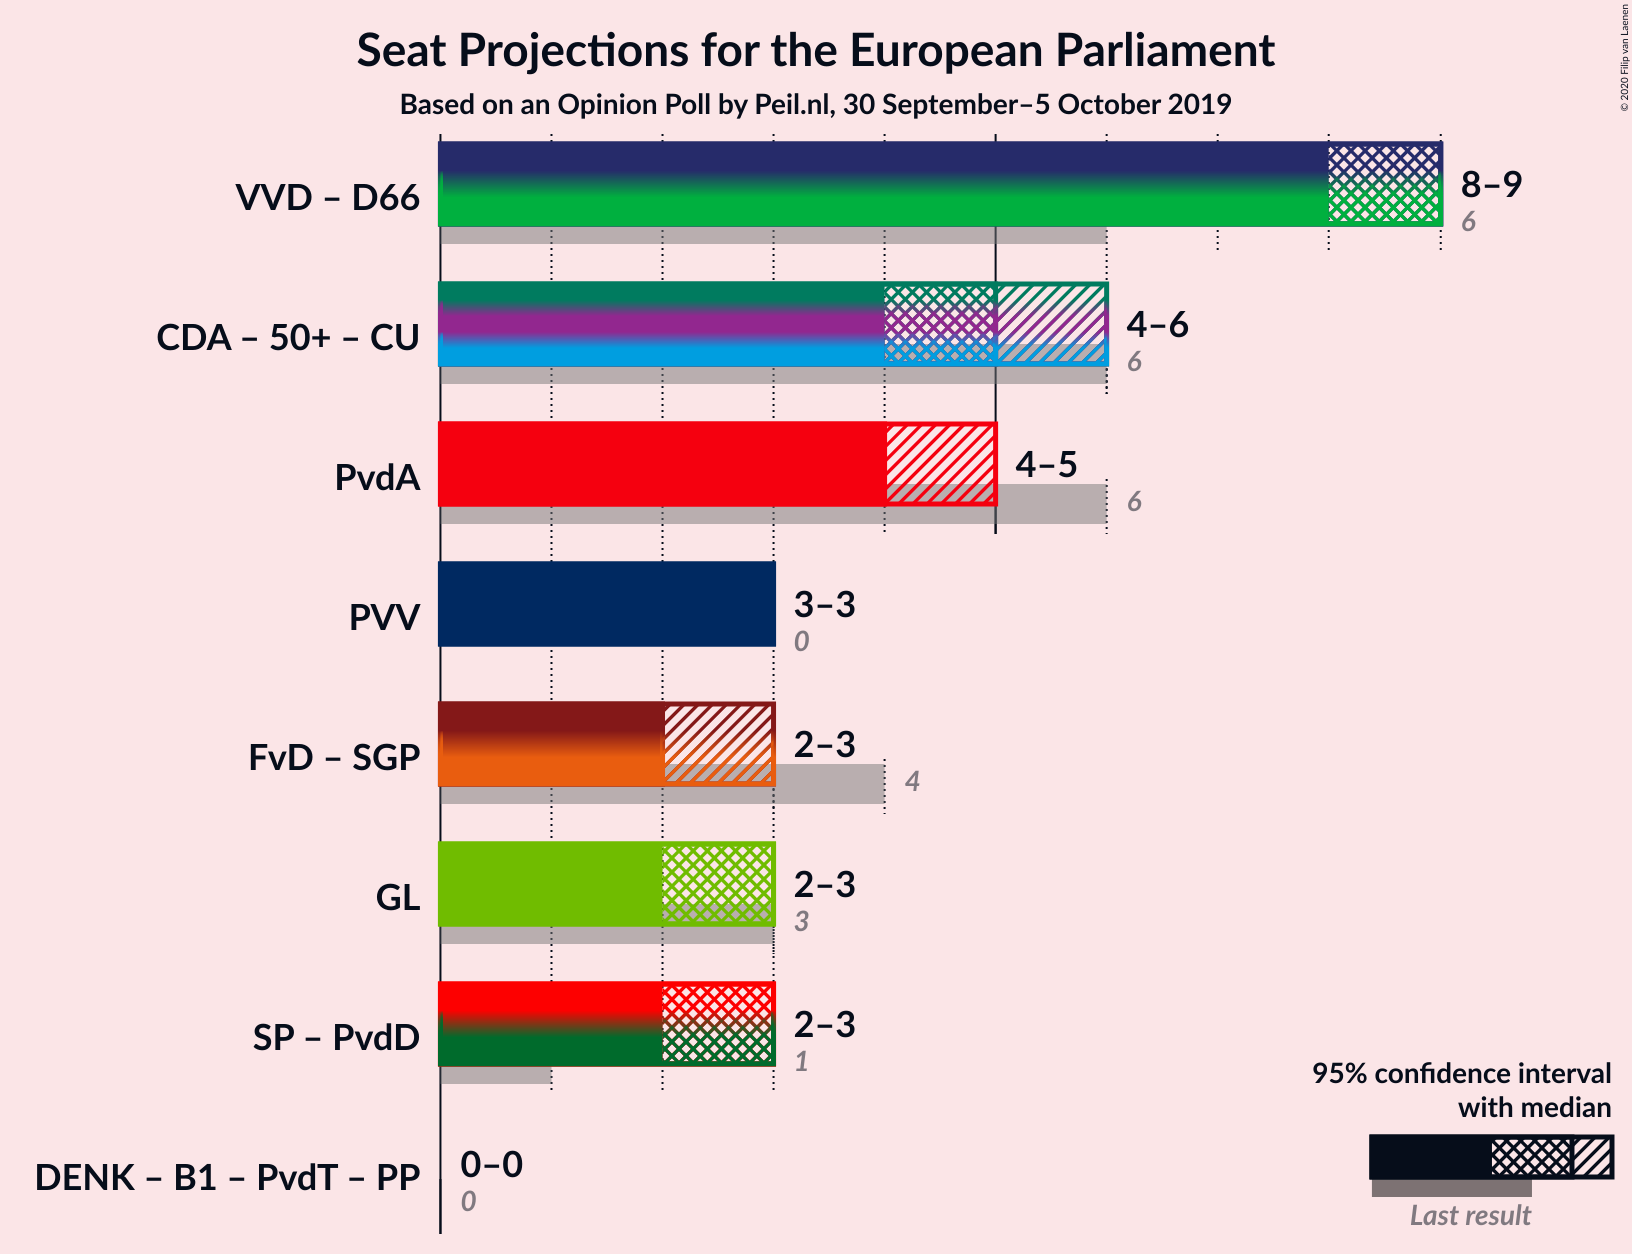 Seat Projections for the European Parliament
Based on an Opinion Poll by Peil.nl, 30 September–5 October 2019
© 2020 Filip van Laenen
VVD – D66
8–9
6
CDA – 50+ – CU
4–6
6
PvdA
4–5
6
PVV
3–3
0
FvD – SGP
2–3
4
GL
2–3
3
SP – PvdD
2–3
1
DENK – B1 – PvdT – PP
0–0
0
95% confidence interval
with median
Last result